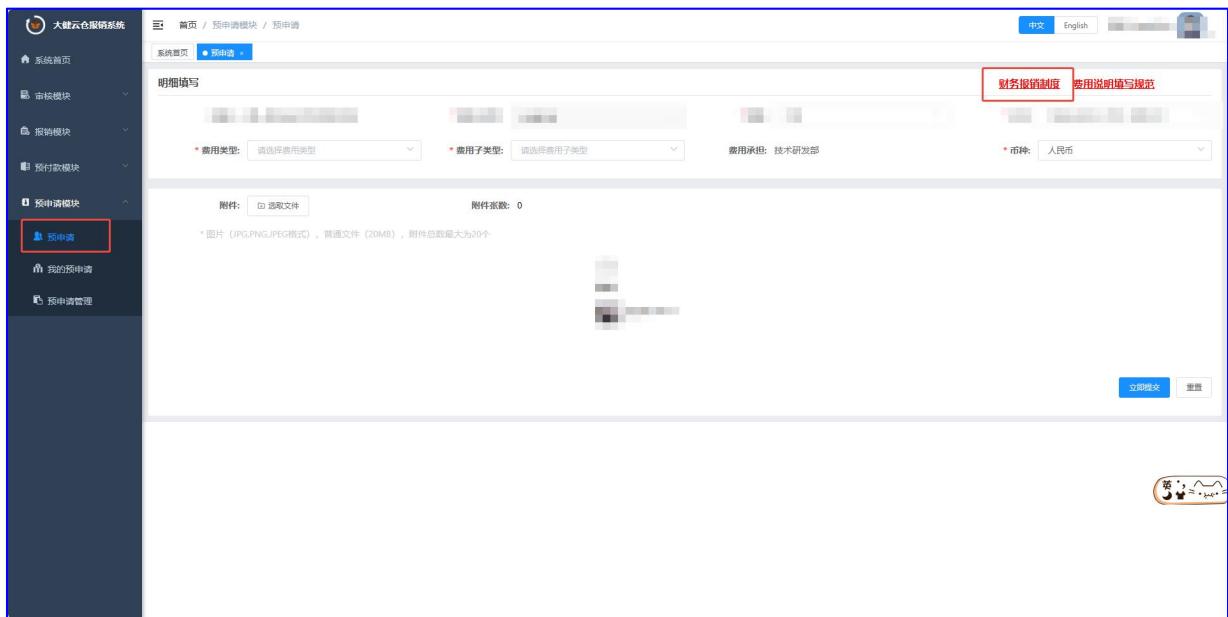 大健云仓报销系统
首页 / 预申请模块 / 预申请
中文 English
系统首页 预申请 ×
系统首页
审核模块
报销模块
预付款模块
预申请模块
预申请
我的预申请
预申请管理
明细填写
财务报销制度 费用说明填写规范
* 费用类型: 请选择费用类型
* 费用子类型: 请选择费用子类型
费用承担: 技术研发部
* 币种: 人民币
附件: 选取文件
附件张数: 0
* 图片（JPG,PNG,JPEG格式）, 普通文件（20MB）, 附件总数最大为20个
立即提交 重置
英